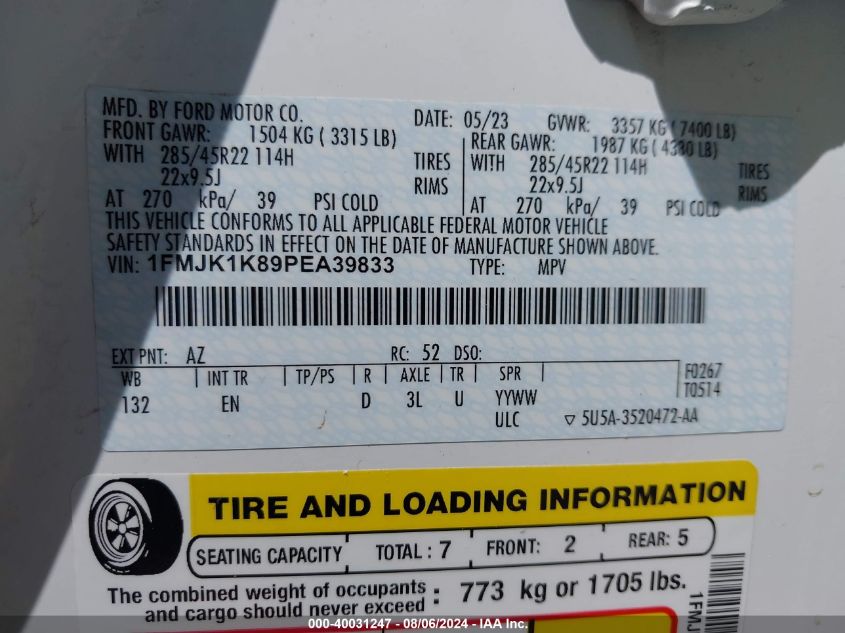 MFD. BY FORD MOTOR CO. DATE: 05/23 GVWR: 3357 KG ( 7400 LB)
FRONT GAWR: 1504 KG ( 3315 LB) REAR GAWR: 1987 KG ( 4380 LB)
WITH 285/45R22 114H TIRES WITH 285/45R22 114H TIRES
22x9.5J RIMS 22x9.5J RIMS
AT 270 kPa/ 39 PSI COLD AT 270 kPa/ 39 PSI COLD
THIS VEHICLE CONFORMS TO ALL APPLICABLE FEDERAL MOTOR VEHICLE
SAFETY STANDARDS IN EFFECT ON THE DATE OF MANUFACTURE SHOWN ABOVE.
VIN: 1FMJK1K89PEA39833 TYPE: MPV
EXT PNT: AZ RC: 52 DSO:
WB INT TR TP/PS R AXLE TR SPR F0267
T0514
132 EN D 3L U YYWW
ULC ▽ 5U5A-3520472-AA
TIRE AND LOADING INFORMATION
SEATING CAPACITY TOTAL : 7 FRONT: 2 REAR: 5
The combined weight of occupants
and cargo should never exceed : 773 kg or 1705 lbs.
1FMJ
000-40031247 - 08/06/2024 - IAA Inc.